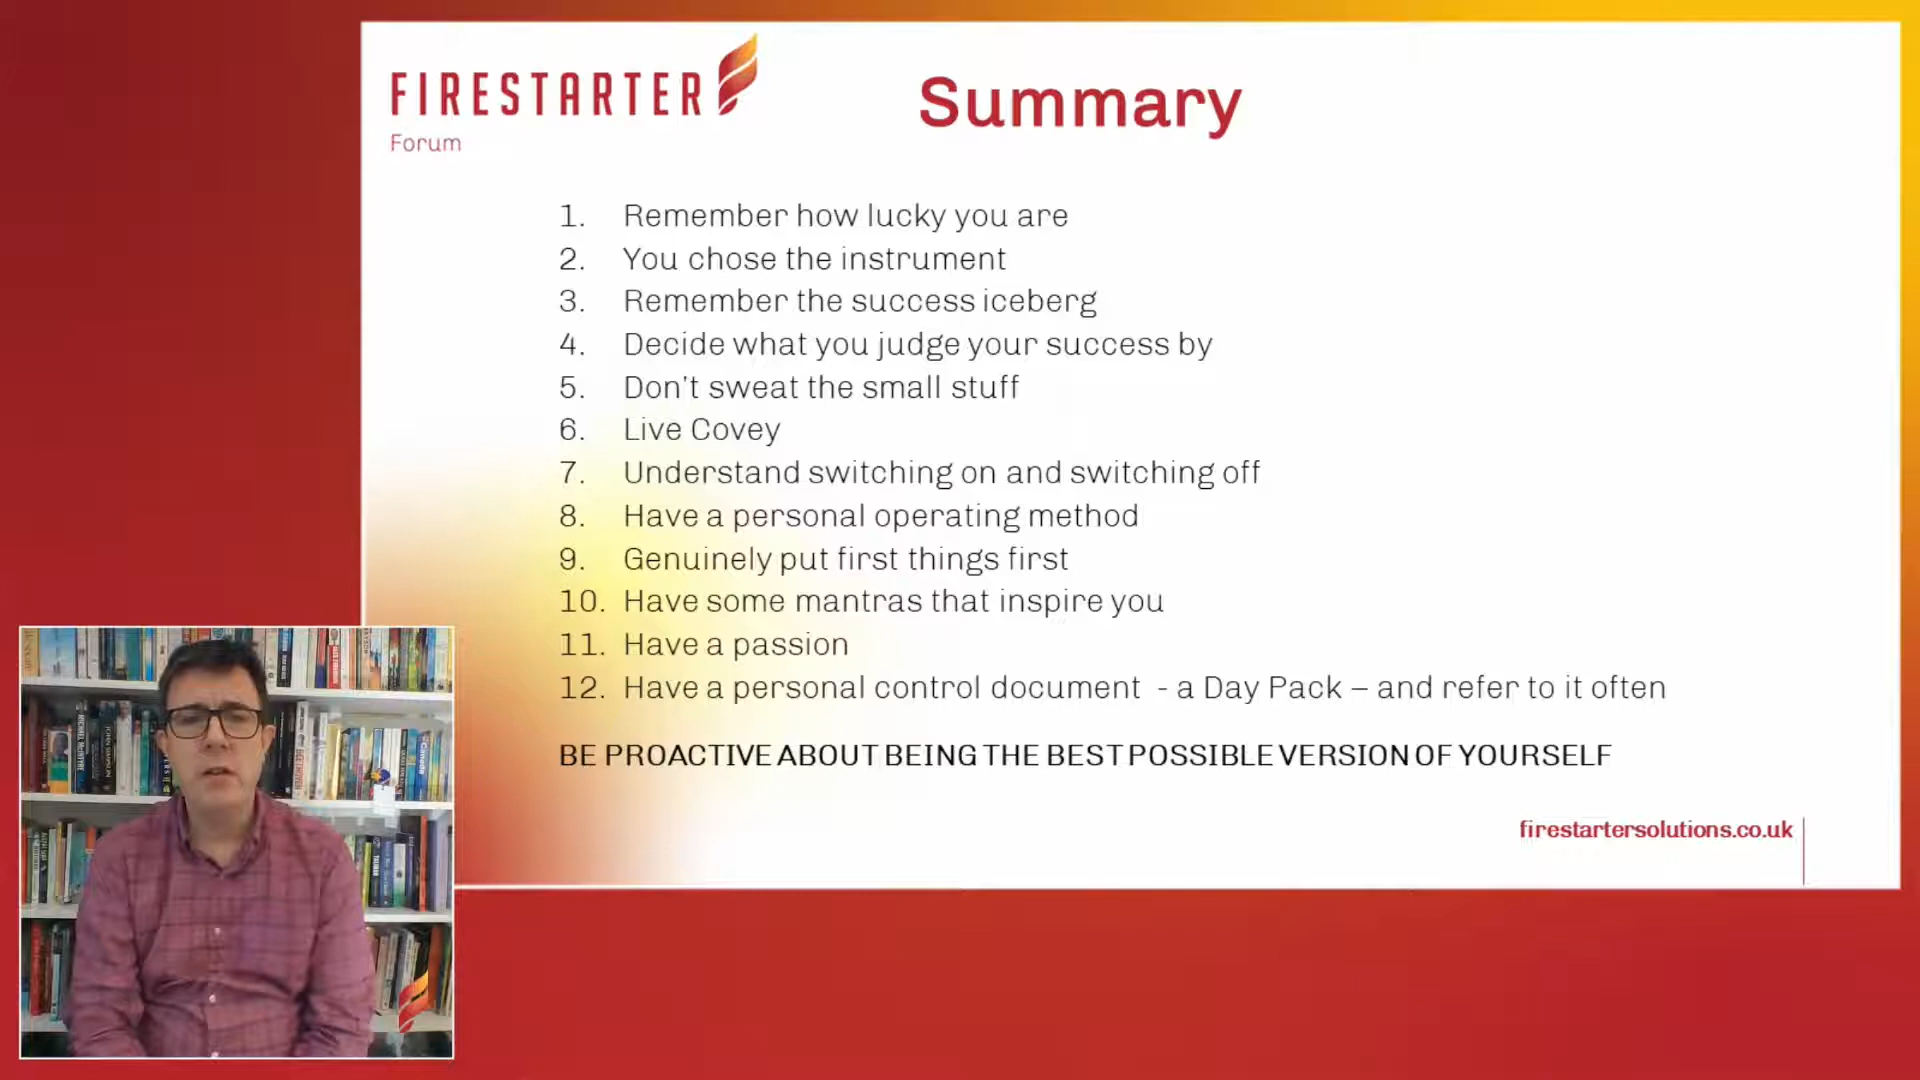 FIRESTARTER
Forum
Summary
1. Remember how lucky you are
2. You chose the instrument
3. Remember the success iceberg
4. Decide what you judge your success by
5. Don't sweat the small stuff
6. Live Covey
7. Understand switching on and switching off
8. Have a personal operating method
9. Genuinely put first things first
10. Have some mantras that inspire you
11. Have a passion
12. Have a personal control document - a Day Pack – and refer to it often
BE PROACTIVE ABOUT BEING THE BEST POSSIBLE VERSION OF YOURSELF
firestartersolutions.co.uk